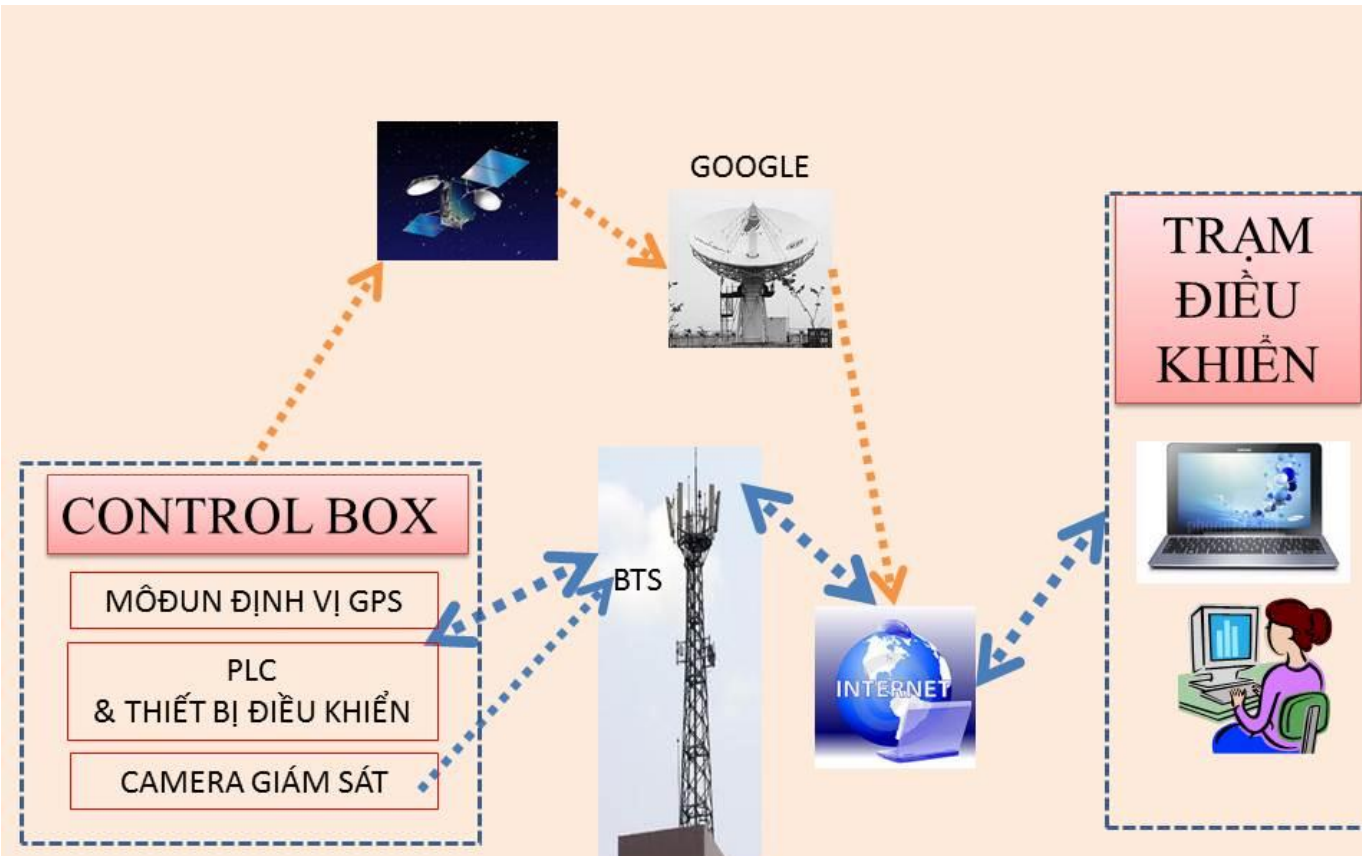 GOOGLE
TRẠM
ĐIỀU
KHIỂN
CONTROL BOX
MÔĐUN ĐỊNH VỊ GPS
PLC
& THIẾT BỊ ĐIỀU KHIỂN
CAMERA GIÁM SÁT
BTS
INTERNET